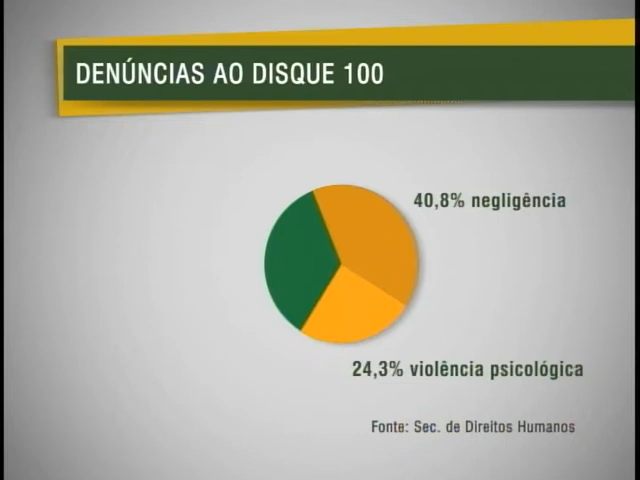 DENÚNCIAS AO DISQUE 100
40,8% negligência
24,3% violência psicológica
Fonte: Sec. de Direitos Humanos